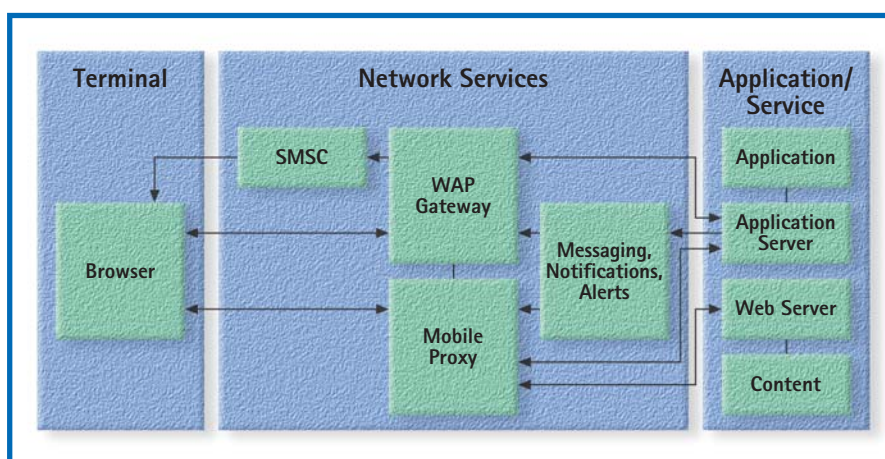 Terminal
Network Services
Application/
Service
SMSC
WAP
Gateway
Application
Browser
Messaging,
Notifications,
Alerts
Application
Server
Mobile
Proxy
Web Server
Content